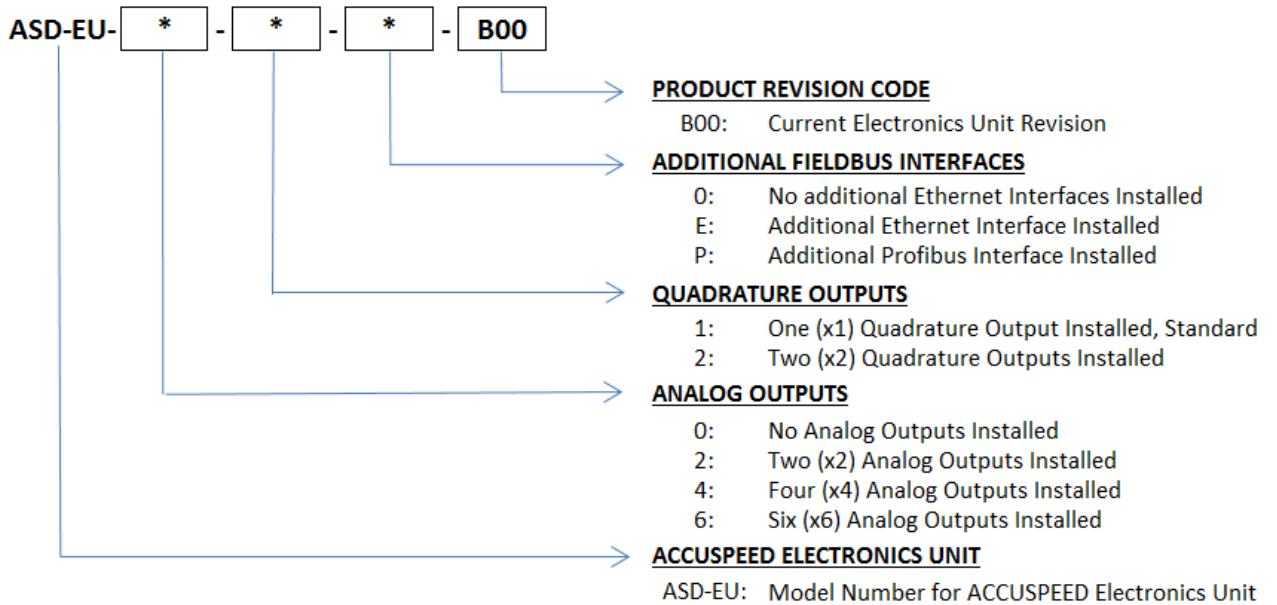 ASD-EU- * - * - * - B00
PRODUCT REVISION CODE
B00: Current Electronics Unit Revision
ADDITIONAL FIELDBUS INTERFACES
0: No additional Ethernet Interfaces Installed
E: Additional Ethernet Interface Installed
P: Additional Profibus Interface Installed
QUADRATURE OUTPUTS
1: One (x1) Quadrature Output Installed, Standard
2: Two (x2) Quadrature Outputs Installed
ANALOG OUTPUTS
0: No Analog Outputs Installed
2: Two (x2) Analog Outputs Installed
4: Four (x4) Analog Outputs Installed
6: Six (x6) Analog Outputs Installed
ACCUSPEED ELECTRONICS UNIT
ASD-EU: Model Number for ACCUSPEED Electronics Unit